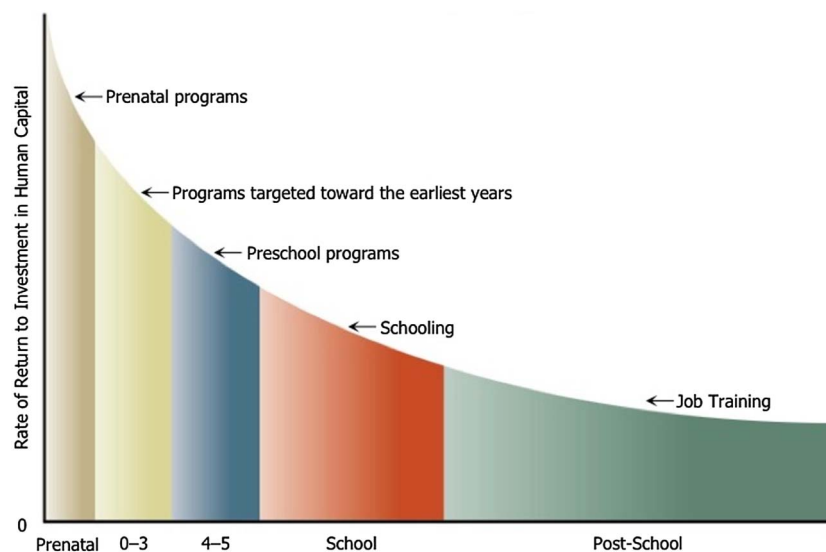 Rate of Return to Investment in Human Capital
Prenatal programs
Programs targeted toward the earliest years
Preschool programs
Schooling
Job Training
0
Prenatal
0–3
4–5
School
Post-School